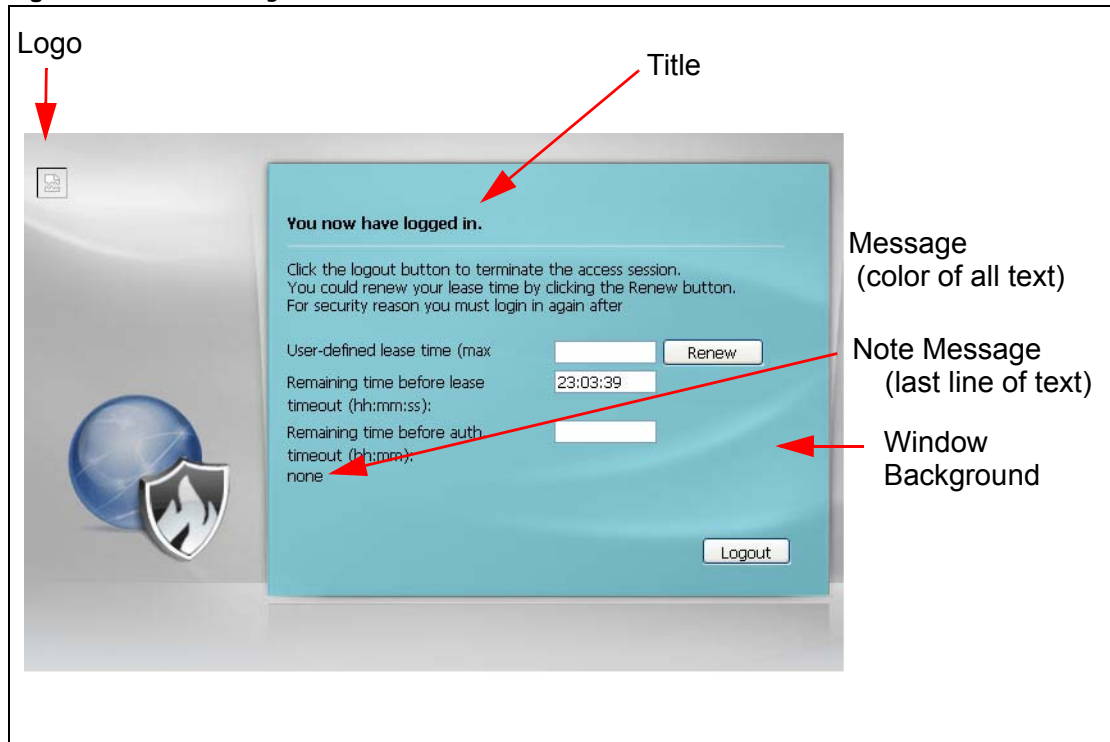 Logo
Title
You now have logged in.
Click the logout button to terminate the access session.
You could renew your lease time by clicking the Renew button.
For security reason you must login in again after
Message
(color of all text)
User-defined lease time (max
Renew
Note Message
(last line of text)
Remaining time before lease
timeout (hh:mm:ss):
23:03:39
Remaining time before auth
timeout (hh:mm):
none
Window
Background
Logout